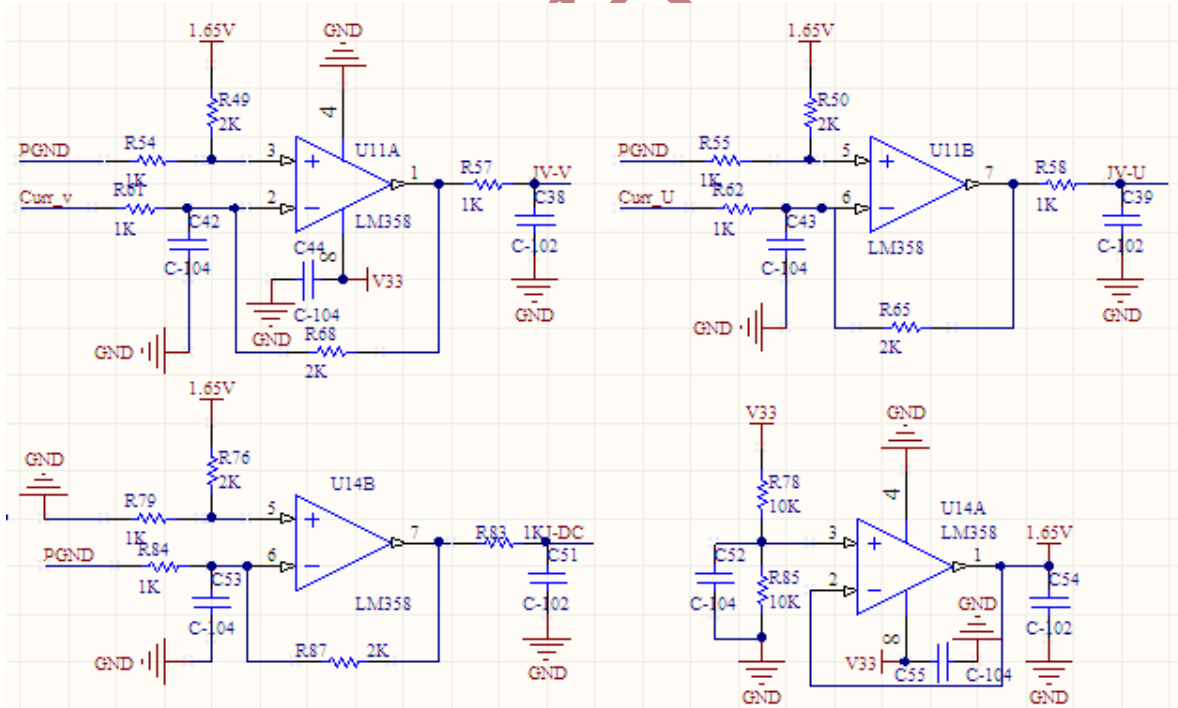 1.65V
GND
R49
2K
4
PGND
R54
1K
3
U11A
1
R57
1K
JV-V
Curr_v
R61
1K
2
C42
C-104
LM358
C38
C-102
GND
C44
8
V33
C-104
GND
GND
R68
2K
1.65V
R50
2K
PGND
R55
1K
5
U11B
7
R58
1K
JV-U
Curr_U
R62
1K
6
C43
C-104
LM358
C39
C-102
GND
GND
R65
2K
1.65V
GND
R76
2K
U14B
R79
1K
5
7
R83
1KJ-DC
PGND
R84
1K
6
C53
C-104
LM358
C51
C-102
GND
GND
R87
2K
V33
GND
R78
10K
4
U14A
LM358
3
1
1.65V
C52
C-104
R85
10K
2
C54
C-102
GND
8
V33
C55
C-104
GND
GND